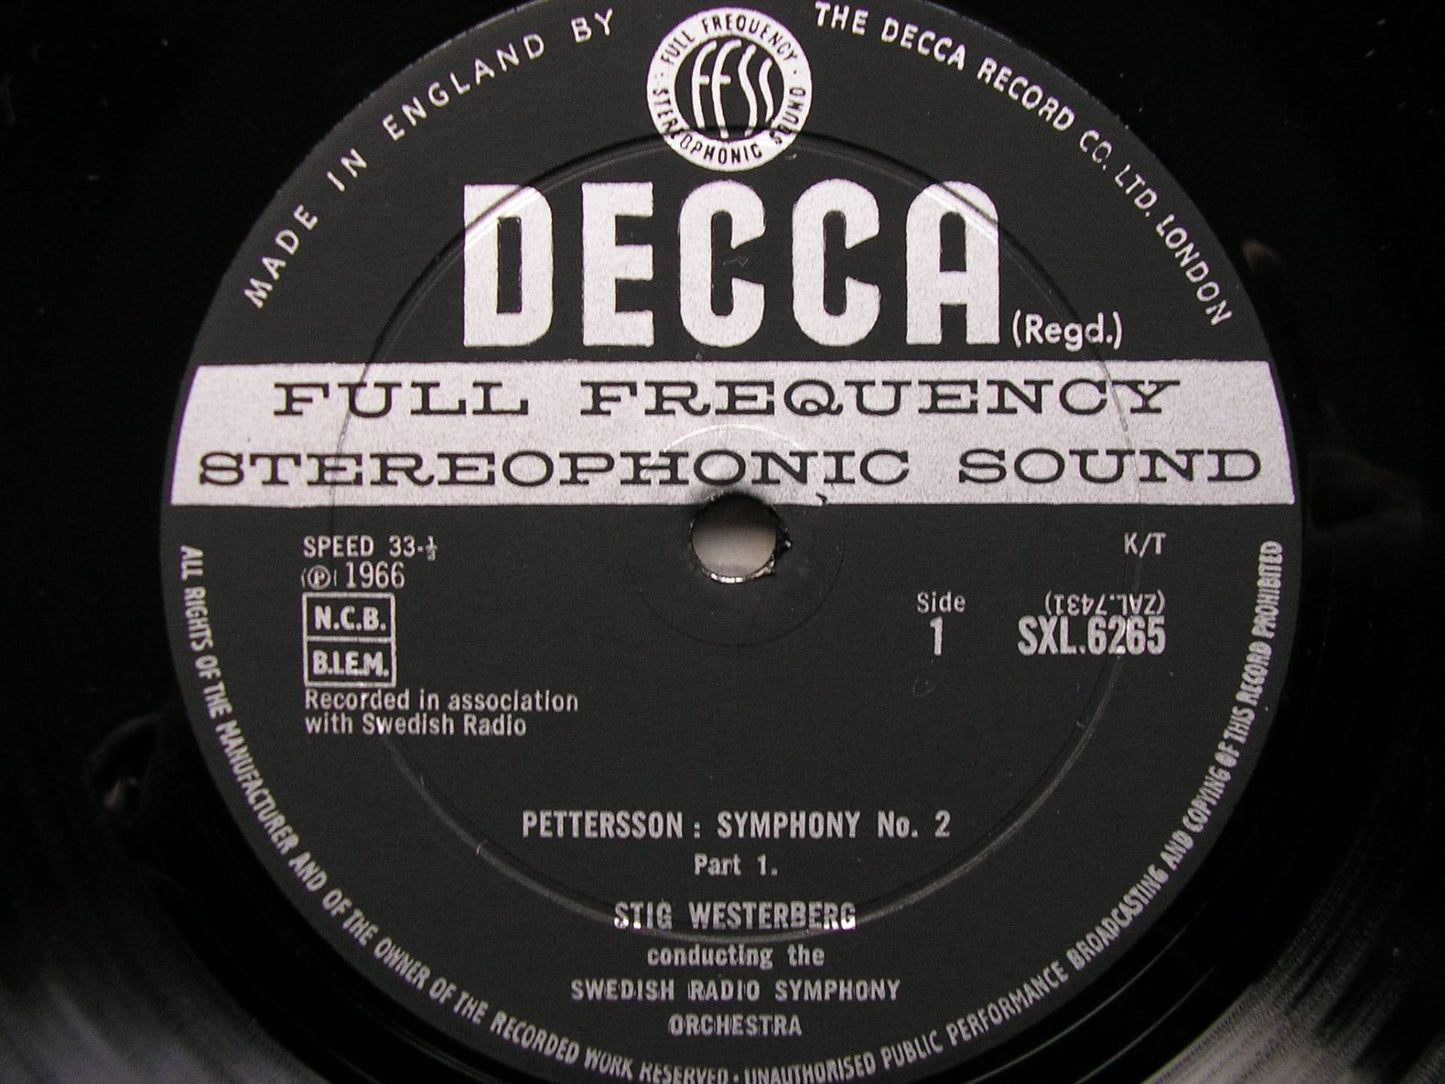 MADE IN ENGLAND BY THE DECCA RECORD CO. LTD. LONDON
FULL FREQUENCY
STEREOPHONIC SOUND
FFSS
DECCA (Regd.)
FULL FREQUENCY
STEREOPHONIC SOUND
SPEED 33-⅓
K/T
℗ 1966
Side
(ZAL.7431)
N.C.B.
1
SXL.6265
B.I.E.M.
Recorded in association
with Swedish Radio
PETTERSSON : SYMPHONY No. 2
Part 1.
STIG WESTERBERG
conducting the
SWEDISH RADIO SYMPHONY
ORCHESTRA
ALL RIGHTS OF THE MANUFACTURER AND OF THE OWNER OF THE RECORDED WORK RESERVED · UNAUTHORISED PUBLIC PERFORMANCE BROADCASTING AND COPYING OF THIS RECORD PROHIBITED